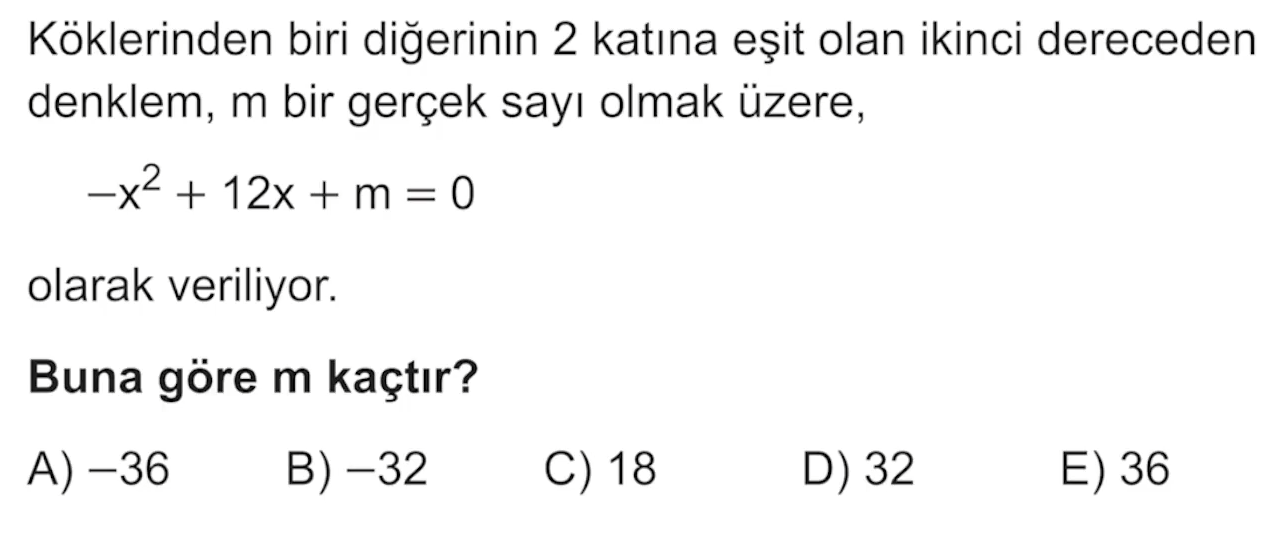 Köklerinden biri diğerinin 2 katına eşit olan ikinci dereceden
denklem, m bir gerçek sayı olmak üzere,
–x² + 12x + m = 0
olarak veriliyor.
Buna göre m kaçtır?
A) –36 B) –32 C) 18 D) 32 E) 36